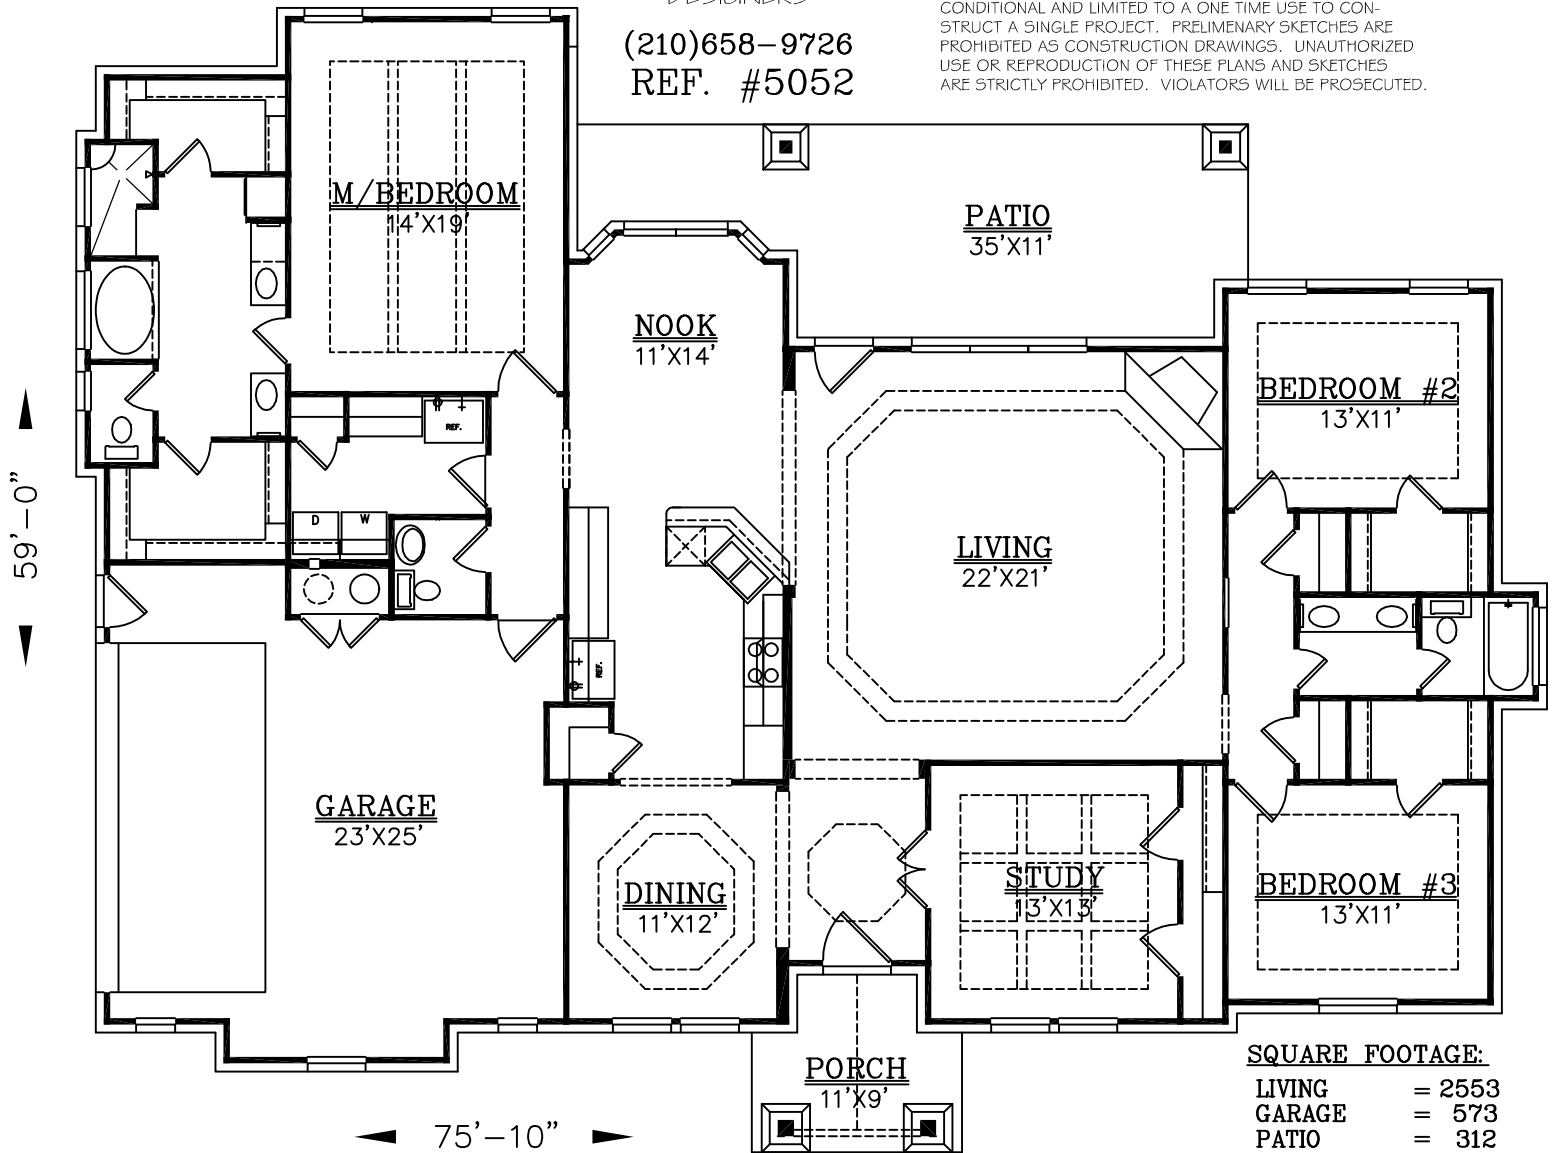 DESIGNERS
(210)658-9726
REF. #5052
CONDITIONAL AND LIMITED TO A ONE TIME USE TO CON-
STRUCT A SINGLE PROJECT. PRELIMENARY SKETCHES ARE
PROHIBITED AS CONSTRUCTION DRAWINGS. UNAUTHORIZED
USE OR REPRODUCTION OF THESE PLANS AND SKETCHES
ARE STRICTLY PROHIBITED. VIOLATORS WILL BE PROSECUTED.
M/BEDROOM
14'X19'
PATIO
35'X11'
NOOK
11'X14'
BEDROOM #2
13'X11'
REF.
D
W
LIVING
22'X21'
59'-0"
REF.
GARAGE
23'X25'
DINING
11'X12'
STUDY
13'X13'
BEDROOM #3
13'X11'
PORCH
11'X9'
75'-10"
SQUARE FOOTAGE:
LIVING = 2553
GARAGE = 573
PATIO = 312